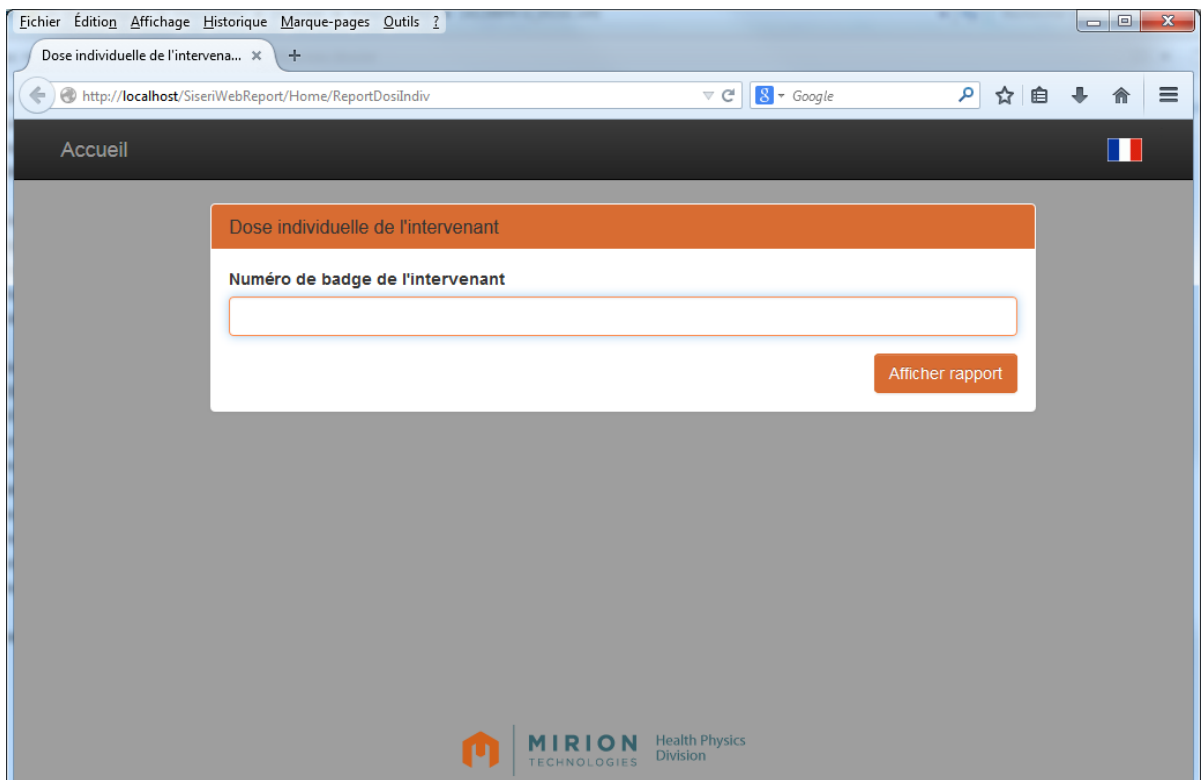 Fichier Édition Affichage Historique Marque-pages Outils ?
Dose individuelle de l'intervena...
http://localhost/SiseriWebReport/Home/ReportDosiIndiv
Google
Accueil
Dose individuelle de l'intervenant
Numéro de badge de l'intervenant
Afficher rapport
MIRION
TECHNOLOGIES
Health Physics
Division